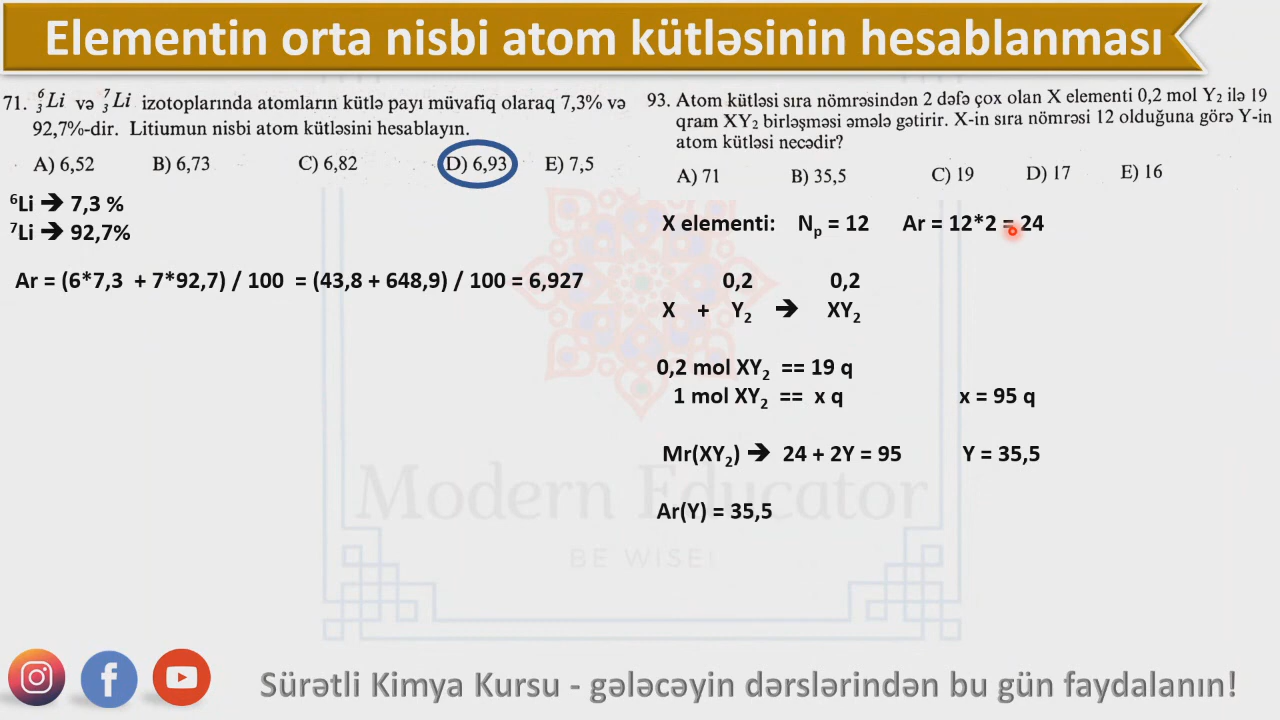 Elementin orta nisbi atom kütləsinin hesablanması
71. ⁶₃Li və ⁷₃Li izotoplarında atomların kütlə payı müvafiq olaraq 7,3% və
92,7%-dir. Litiumun nisbi atom kütləsini hesablayın.
A) 6,52 B) 6,73 C) 6,82 D) 6,93 E) 7,5
⁶Li ➔ 7,3 %
⁷Li ➔ 92,7%
Ar = (6*7,3 + 7*92,7) / 100 = (43,8 + 648,9) / 100 = 6,927
93. Atom kütləsi sıra nömrəsindən 2 dəfə çox olan X elementi 0,2 mol Y₂ ilə 19
qram XY₂ birləşməsi əmələ gətirir. X-in sıra nömrəsi 12 olduğuna görə Y-in
atom kütləsi necədir?
A) 71 B) 35,5 C) 19 D) 17 E) 16
X elementi: Nₚ = 12 Ar = 12*2 = 24
0,2 0,2
X + Y₂ ➔ XY₂
0,2 mol XY₂ == 19 q
1 mol XY₂ == x q x = 95 q
Mr(XY₂) ➔ 24 + 2Y = 95 Y = 35,5
Ar(Y) = 35,5
Modern Educator
BE WISE!
Sürətli Kimya Kursu - gələcəyin dərslərindən bu gün faydalanın!